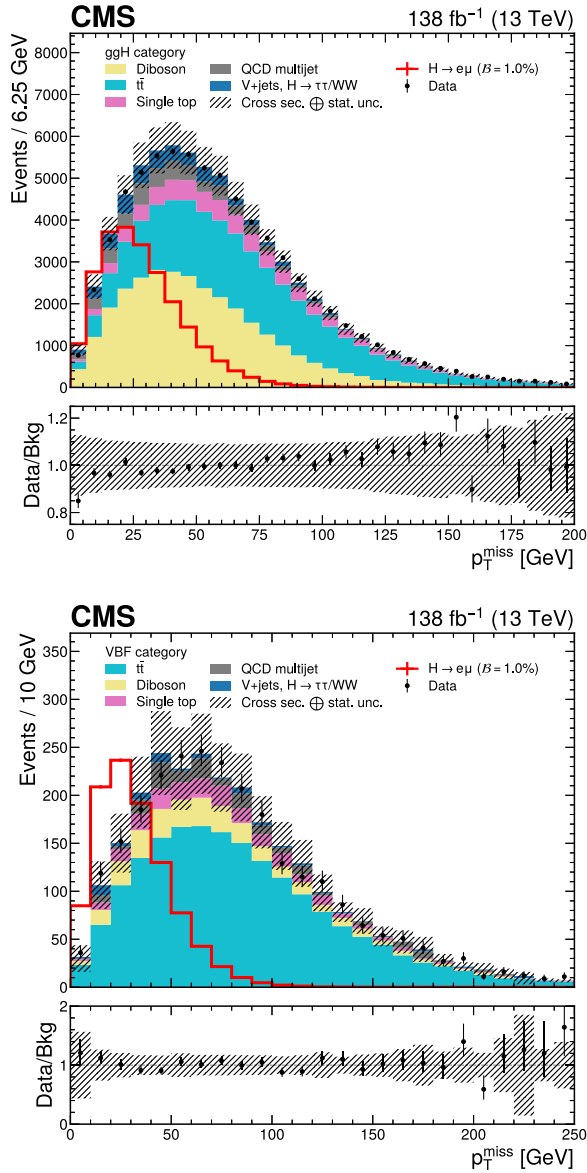 CMS 138 fb⁻¹ (13 TeV)
Events / 6.25 GeV
8000
7000
6000
5000
4000
3000
2000
1000
0
ggH category
Diboson
tt̄
Single top
QCD multijet
V+jets, H → ττ/WW
Cross sec. ⊕ stat. unc.
H → eμ (ℬ = 1.0%)
Data
Data/Bkg
1.2
1.0
0.8
0 25 50 75 100 125 150 175 200
p_T^miss [GeV]
CMS 138 fb⁻¹ (13 TeV)
Events / 10 GeV
350
300
250
200
150
100
50
0
VBF category
tt̄
Diboson
Single top
QCD multijet
V+jets, H → ττ/WW
Cross sec. ⊕ stat. unc.
H → eμ (ℬ = 1.0%)
Data
Data/Bkg
2
1
0
0 50 100 150 200 250
p_T^miss [GeV]